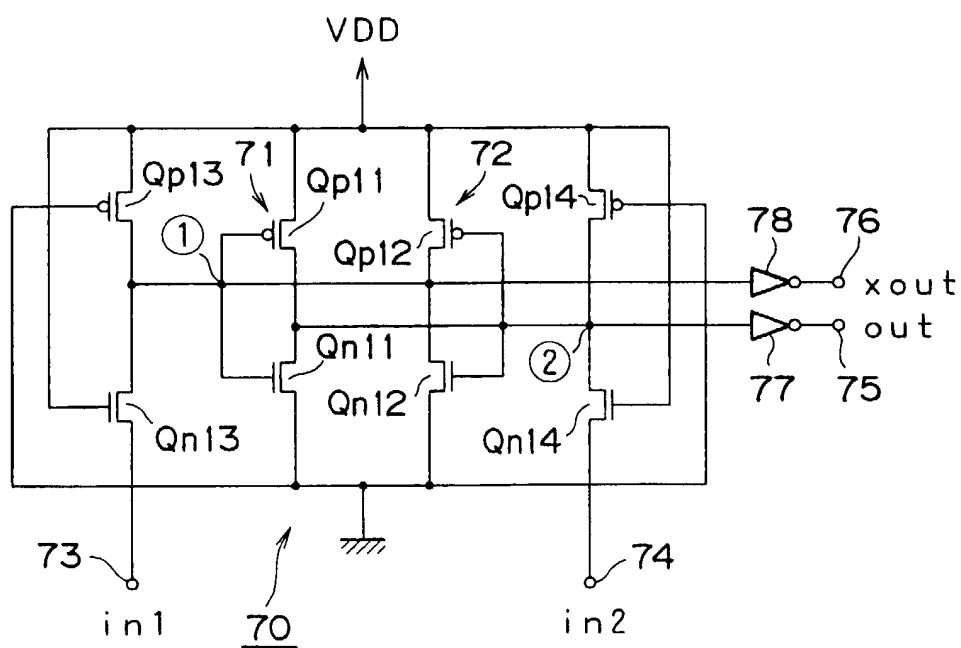 VDD
Qp13
71
Qp11
72
Qp14
78
76
①
Qp12
xout
out
Qn11
②
77
75
Qn12
Qn13
Qn14
73
74
in1
70
in2